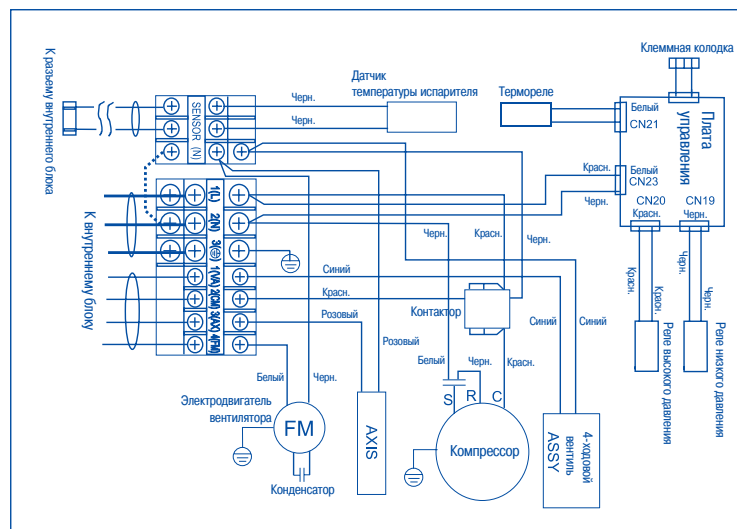 К разъему внутреннего блока
SENSOR (N)
Черн.
Черн.
Датчик
температуры испарителя
Термореле
Клеммная колодка
Белый
CN21
Плата
управления
Красн.
Белый
CN23
Черн.
CN20
CN19
Красн.
Черн.
К внутреннему блоку
1(L)
2(N)
3(⏚)
1(VA)
2(CM)
3(AX)
4(FM)
Синий
Красн.
Розовый
Черн.
Красн.
Черн.
Контактор
Синий
Синий
Красн.
Красн.
Черн.
Черн.
Реле высокого давления
Реле низкого давления
Розовый
Белый
Черн.
Красн.
Белый
Черн.
Электродвигатель
вентилятора
FM
Конденсатор
AXIS
S
R
C
Компрессор
4-ходовой
вентиль
ASSY